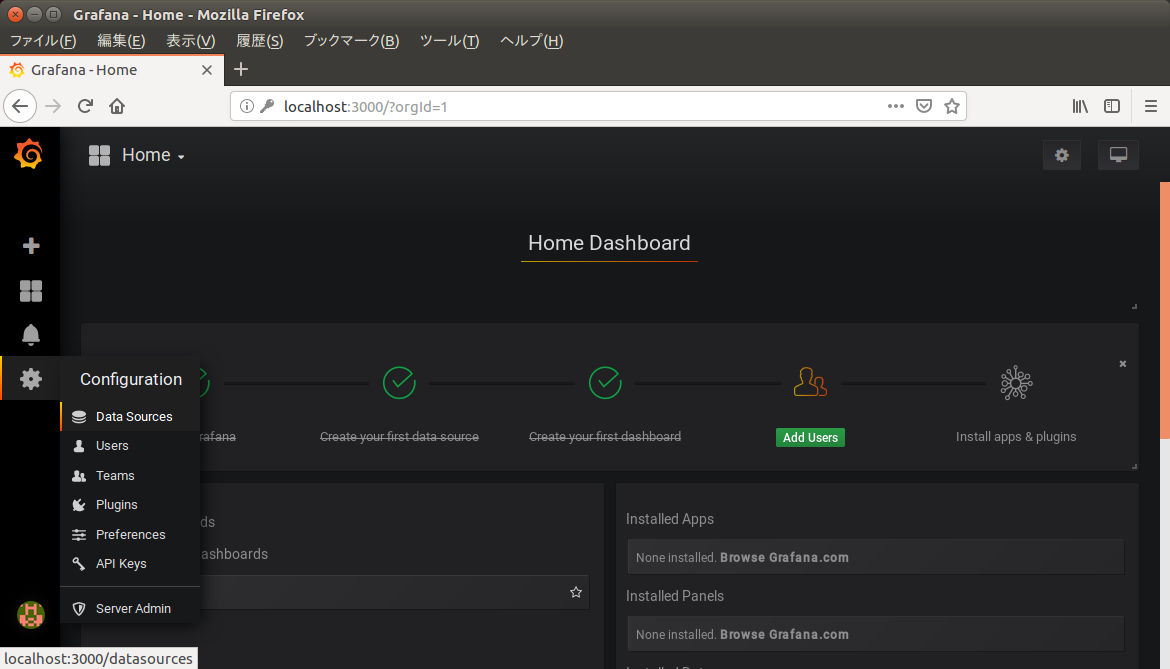 Grafana - Home - Mozilla Firefox
ファイル(F) 編集(E) 表示(V) 履歴(S) ブックマーク(B) ツール(T) ヘルプ(H)
Grafana - Home
localhost:3000/?orgId=1
Home
Home Dashboard
Configuration
Data Sources
Users
Teams
Plugins
Preferences
API Keys
Server Admin
rafana
Create your first data source
Create your first dashboard
Add Users
Install apps & plugins
ds
ashboards
Installed Apps
None installed. Browse Grafana.com
Installed Panels
None installed. Browse Grafana.com
localhost:3000/datasources